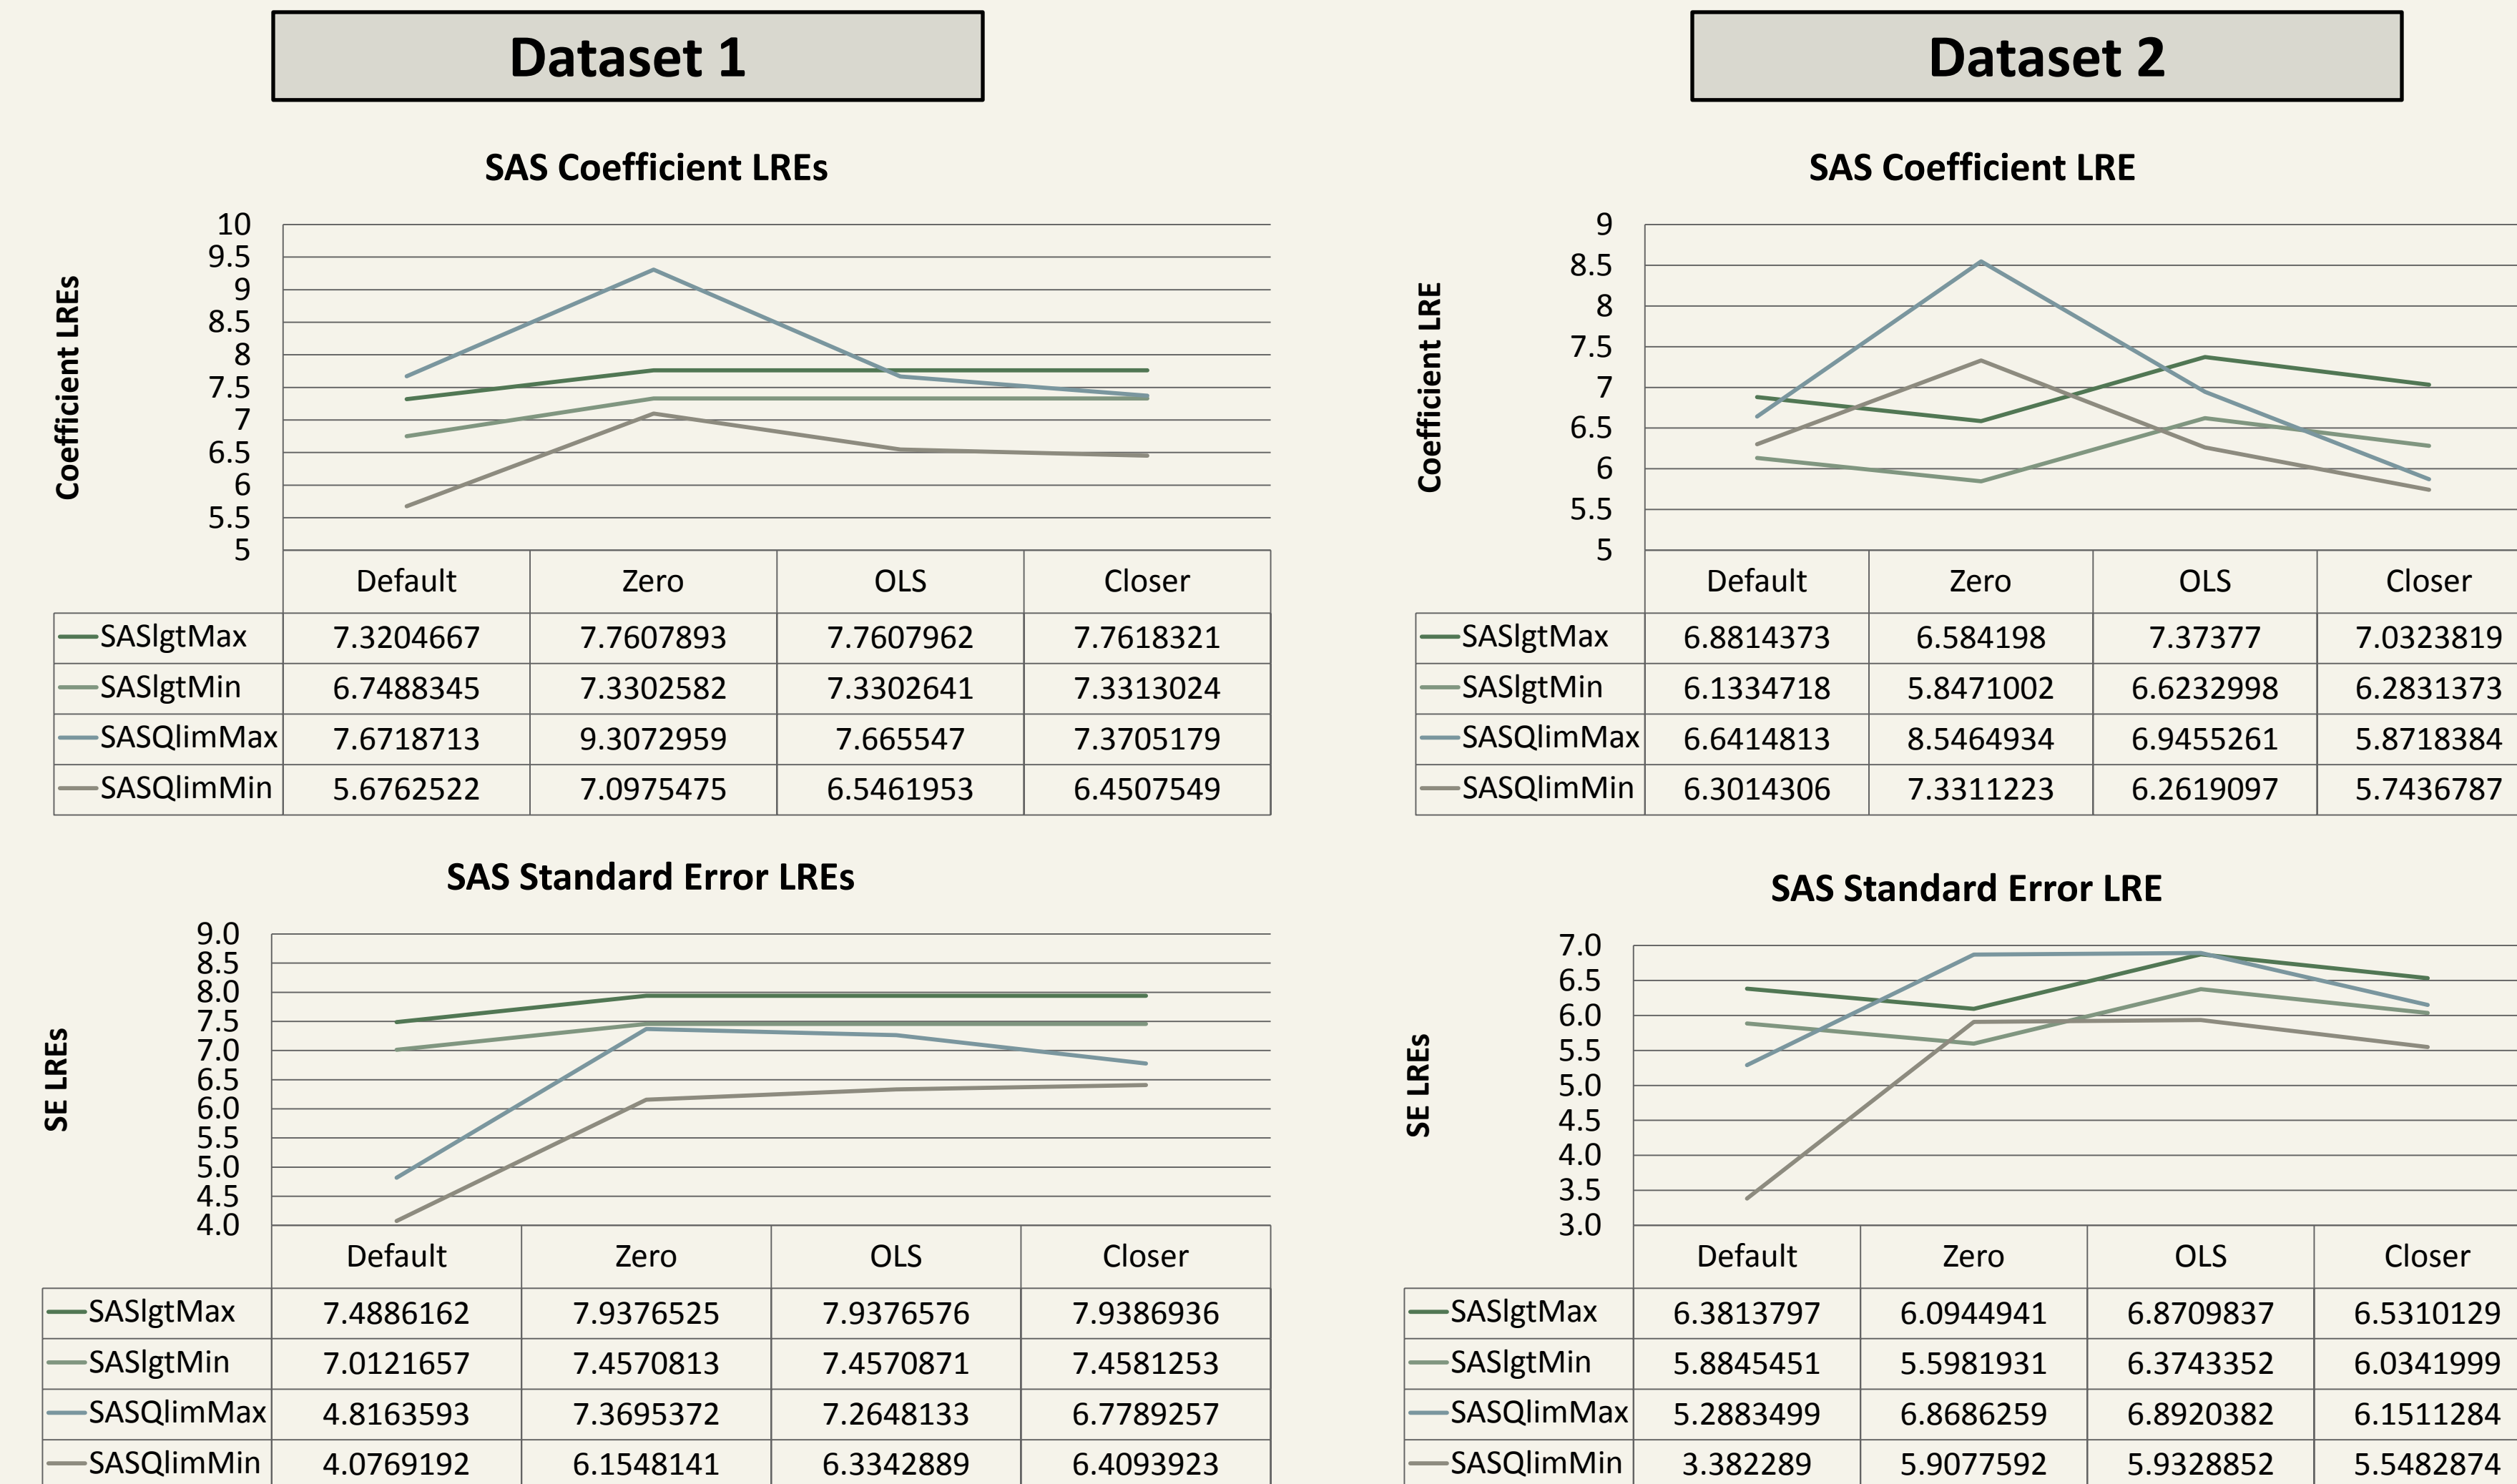 Dataset 1
SAS Coefficient LREs
Coefficient LREs
10
9.5
9
8.5
8
7.5
7
6.5
6
5.5
5
Default Zero OLS Closer
SASlgtMax 7.3204667 7.7607893 7.7607962 7.7618321
SASlgtMin 6.7488345 7.3302582 7.3302641 7.3313024
SASQlimMax 7.6718713 9.3072959 7.665547 7.3705179
SASQlimMin 5.6762522 7.0975475 6.5461953 6.4507549
SAS Standard Error LREs
SE LREs
9.0
8.5
8.0
7.5
7.0
6.5
6.0
5.5
5.0
4.5
4.0
Default Zero OLS Closer
SASlgtMax 7.4886162 7.9376525 7.9376576 7.9386936
SASlgtMin 7.0121657 7.4570813 7.4570871 7.4581253
SASQlimMax 4.8163593 7.3695372 7.2648133 6.7789257
SASQlimMin 4.0769192 6.1548141 6.3342889 6.4093923
Dataset 2
SAS Coefficient LRE
Coefficient LRE
9
8.5
8
7.5
7
6.5
6
5.5
5
Default Zero OLS Closer
SASlgtMax 6.8814373 6.584198 7.37377 7.0323819
SASlgtMin 6.1334718 5.8471002 6.6232998 6.2831373
SASQlimMax 6.6414813 8.5464934 6.9455261 5.8718384
SASQlimMin 6.3014306 7.3311223 6.2619097 5.7436787
SAS Standard Error LRE
SE LREs
7.0
6.5
6.0
5.5
5.0
4.5
4.0
3.5
3.0
Default Zero OLS Closer
SASlgtMax 6.3813797 6.0944941 6.8709837 6.5310129
SASlgtMin 5.8845451 5.5981931 6.3743352 6.0341999
SASQlimMax 5.2883499 6.8686259 6.8920382 6.1511284
SASQlimMin 3.382289 5.9077592 5.9328852 5.5482874